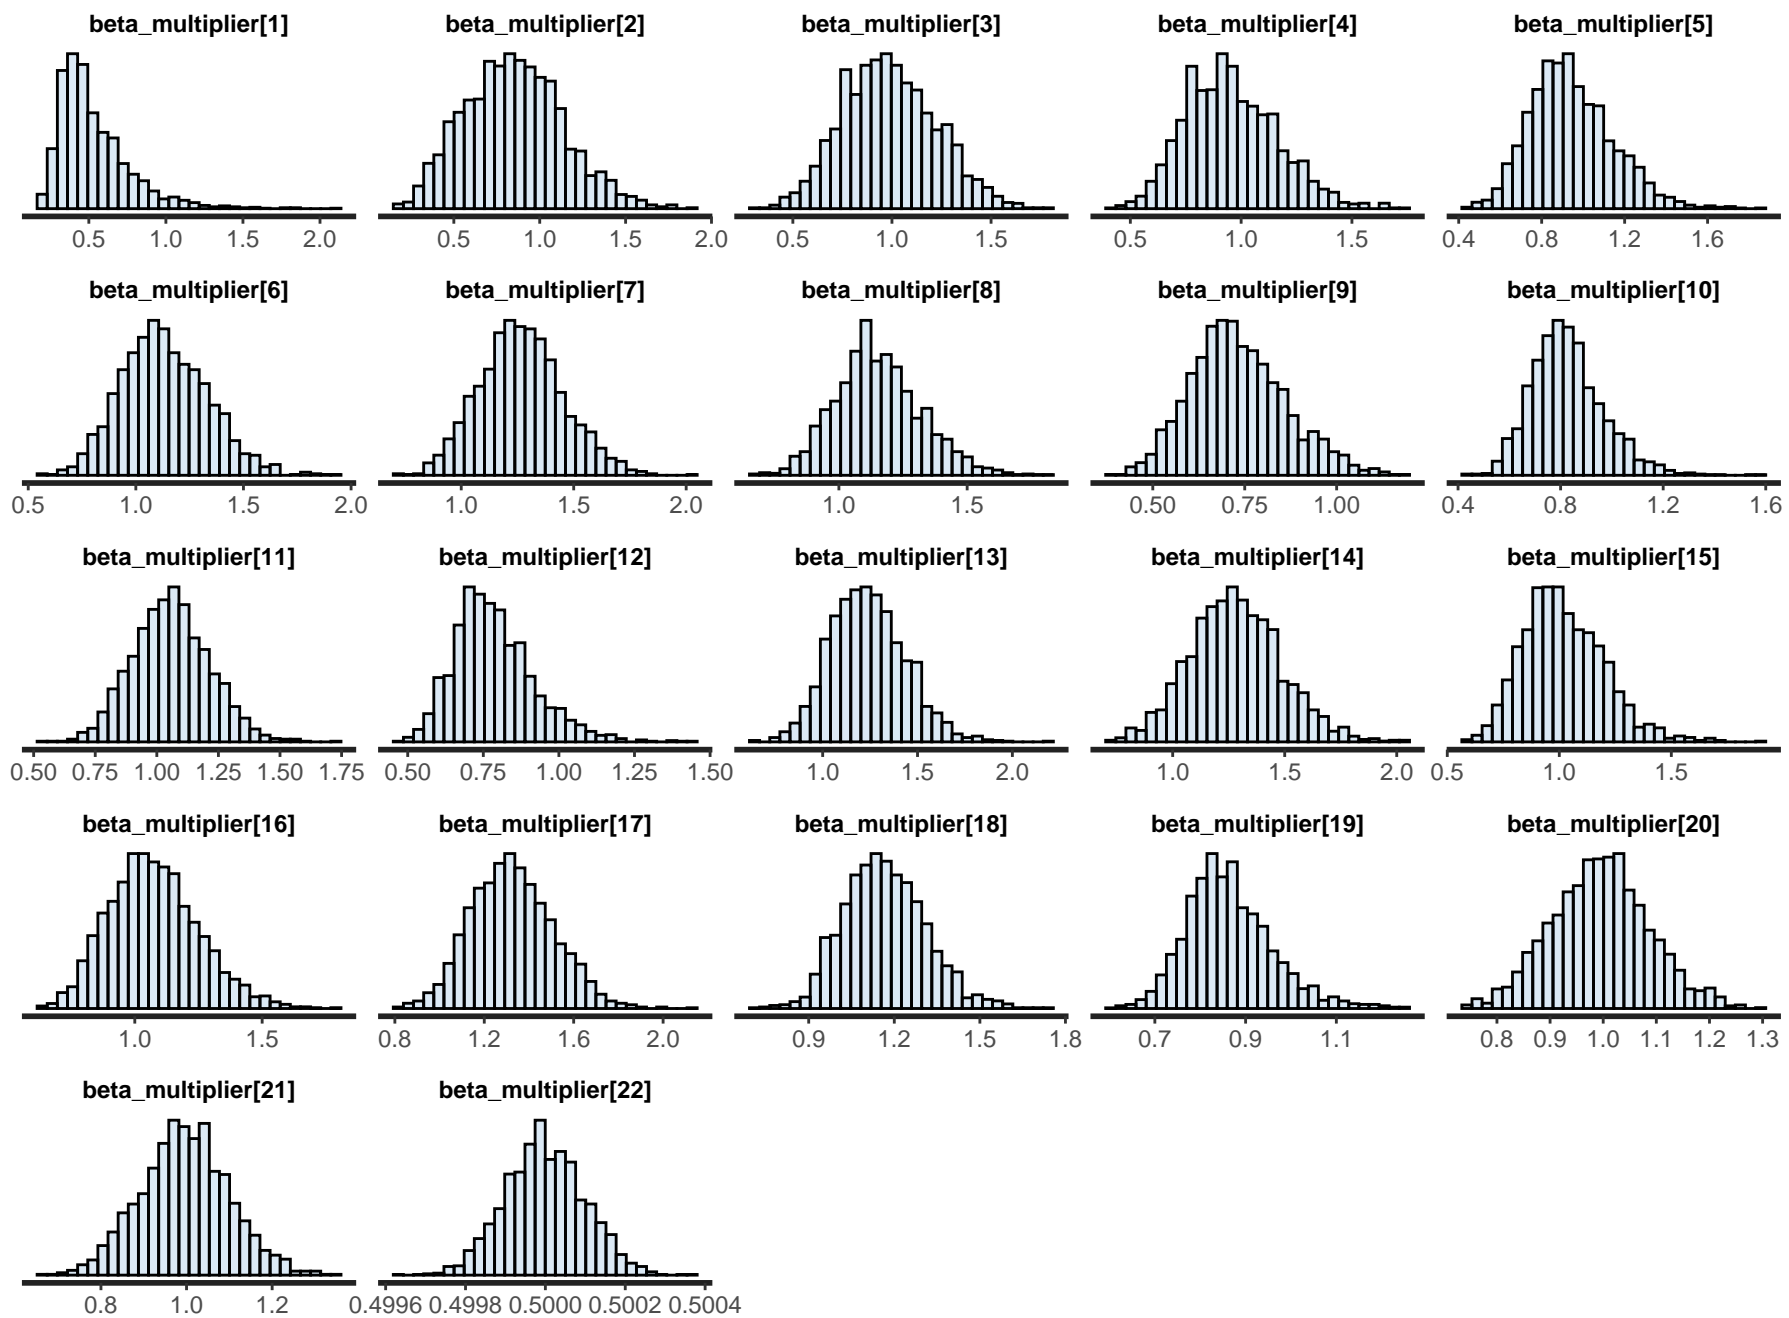 beta_multiplier[1] beta_multiplier[2] beta_multiplier[3] beta_multiplier[4] beta_multiplier[5]
0.5 1.0 1.5 2.0 0.5 1.0 1.5 2.0 0.5 1.0 1.5 0.5 1.0 1.5 0.4 0.8 1.2 1.6
beta_multiplier[6] beta_multiplier[7] beta_multiplier[8] beta_multiplier[9] beta_multiplier[10]
0.5 1.0 1.5 2.0 1.0 1.5 2.0 1.0 1.5 0.50 0.75 1.00 0.4 0.8 1.2 1.6
beta_multiplier[11] beta_multiplier[12] beta_multiplier[13] beta_multiplier[14] beta_multiplier[15]
0.50 0.75 1.00 1.25 1.75 0.50 0.75 1.00 1.25 1.50 1.0 1.5 2.0 1.0 1.5 2.0 0.5 1.0 1.5
beta_multiplier[16] beta_multiplier[17] beta_multiplier[18] beta_multiplier[19] beta_multiplier[20]
1.0 1.5 0.8 1.2 1.6 2.0 0.9 1.2 1.5 1.8 0.7 0.9 1.1 0.8 0.9 1.0 1.1 1.2 1.3
beta_multiplier[21] beta_multiplier[22]
0.8 1.0 1.2 0.4996 0.4998 0.5000 0.5002 0.5004